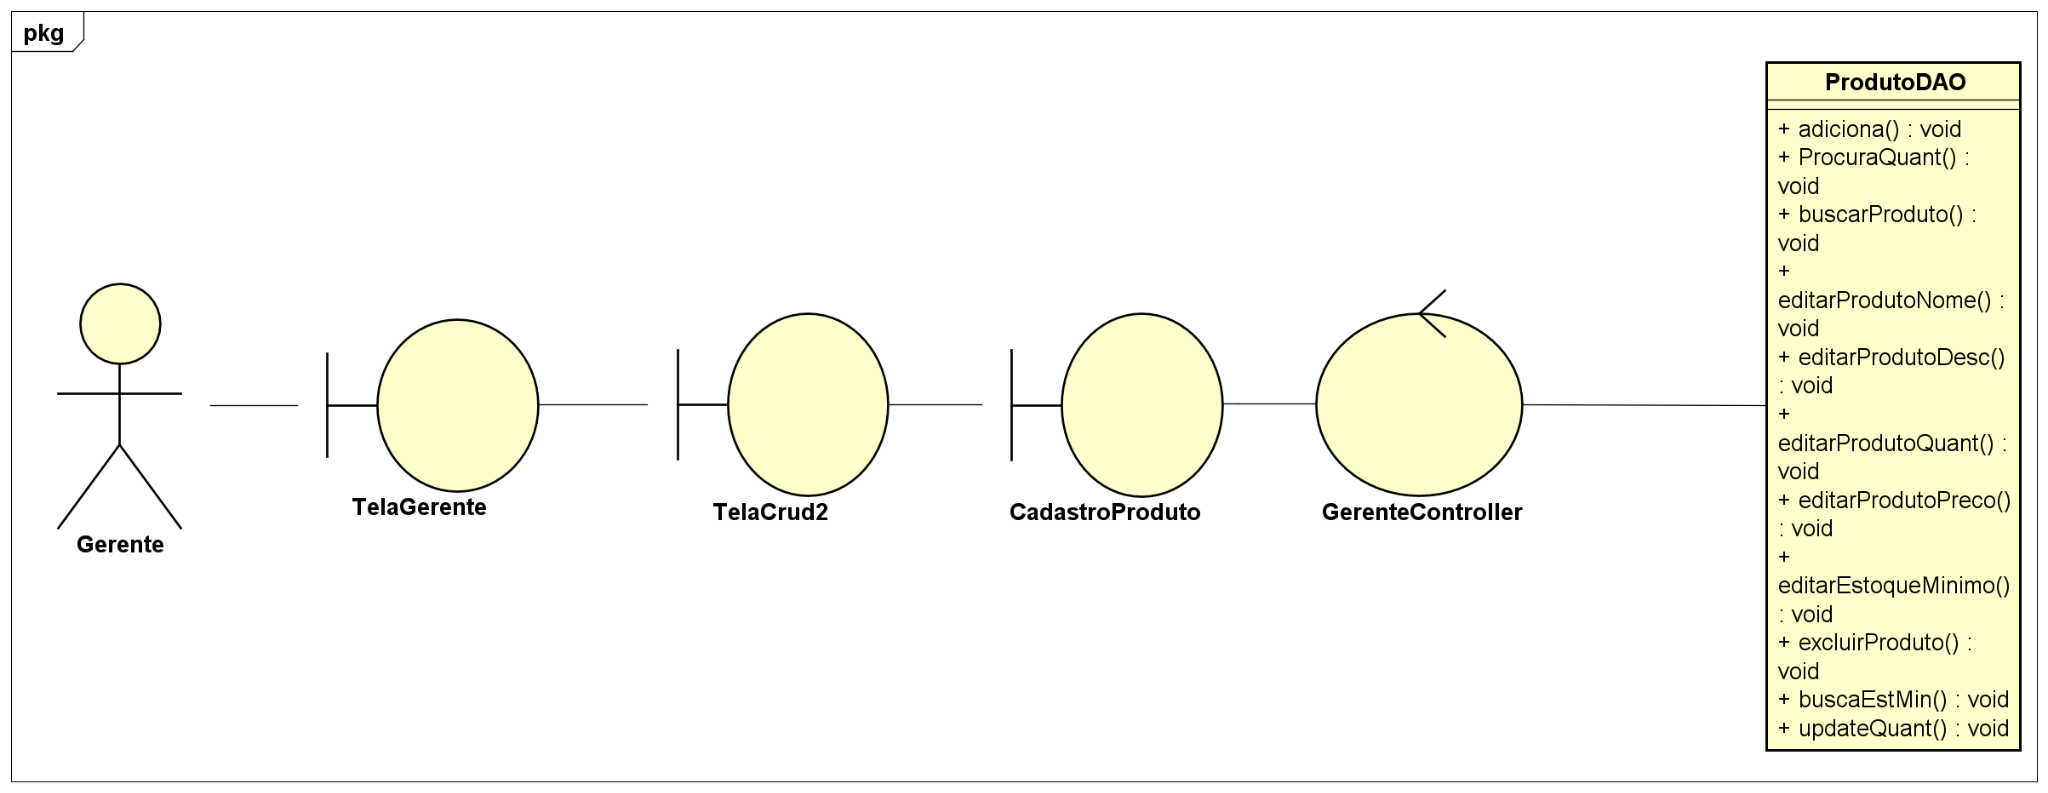 pkg
Gerente
TelaGerente
TelaCrud2
CadastroProduto
GerenteController
ProdutoDAO
+ adiciona() : void
+ ProcuraQuant() :
void
+ buscarProduto() :
void
+
editarProdutoNome() :
void
+ editarProdutoDesc()
: void
+
editarProdutoQuant() :
void
+ editarProdutoPreco()
: void
+
editarEstoqueMinimo()
: void
+ excluirProduto() :
void
+ buscaEstMin() : void
+ updateQuant() : void